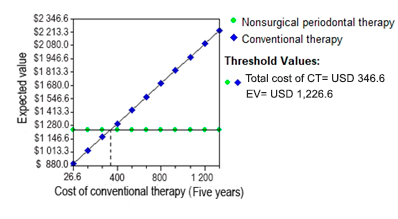 $2 346.6
$2 213.3
$2 080.0
$1 946.6
$1 813.3
$1 680.0
$1 546.6
$1 413.3
$1 280.0
$1 146.6
$1 013.3
$ 880.0
Expected value
26.6 400 800 1 200
Cost of conventional therapy (Five years)
Nonsurgical periodontal therapy
Conventional therapy
Threshold Values:
Total cost of CT= USD 346.6
EV= USD 1,226.6